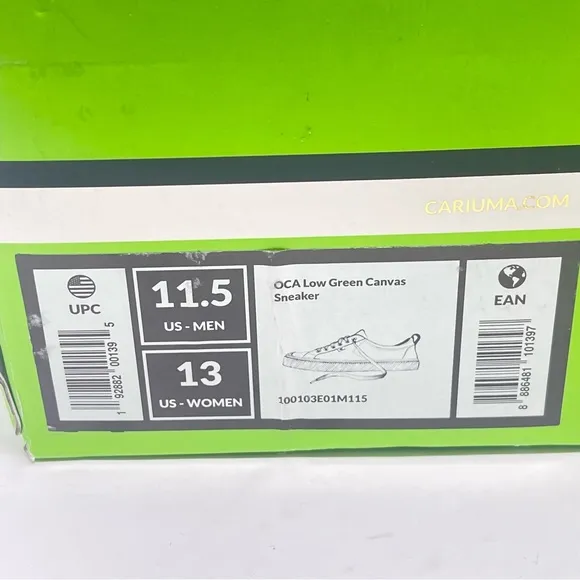 CARIUMA.COM
UPC
1 92882 00139 5
11.5
US - MEN
13
US - WOMEN
OCA Low Green Canvas
Sneaker
100103E01M115
EAN
8 886481 101397